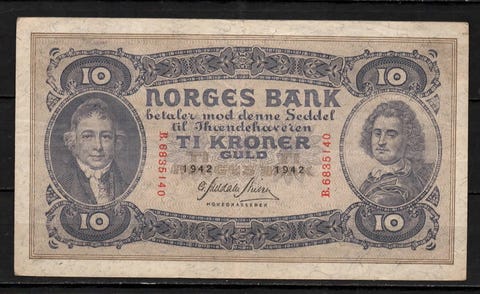 10 10
NORGES BANK
betaler mod denne Seddel
til Ihændehaveren
TI KRONER
GULD
1942 1942
B.6835140 B.6835140
HOVEDKASSERER
10 10